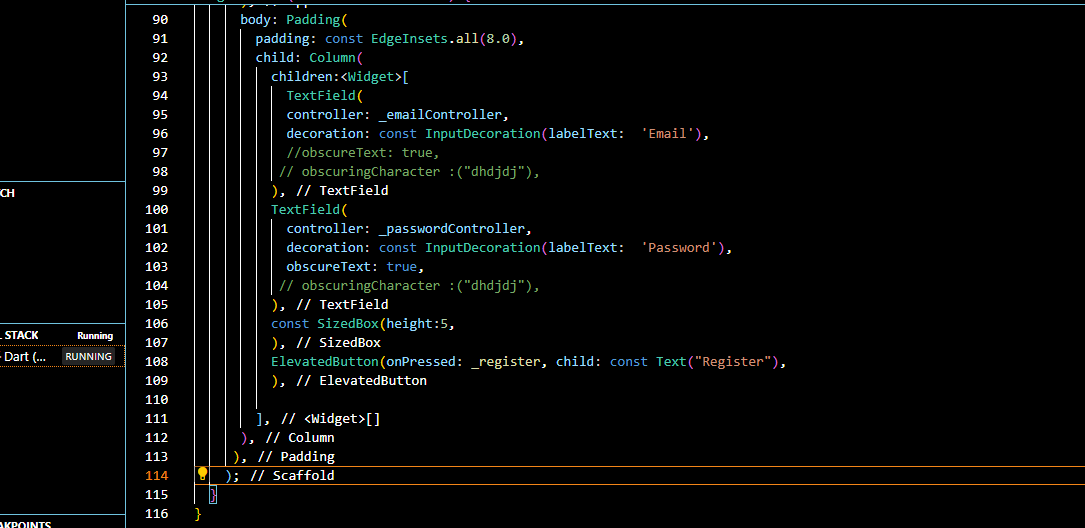 90 body: Padding(
91 padding: const EdgeInsets.all(8.0),
92 child: Column(
93 children:<Widget>[
94 TextField(
95 controller: _emailController,
96 decoration: const InputDecoration(labelText:  'Email'),
97 //obscureText: true,
98 // obscuringCharacter :("dhdjdj"),
99 ), // TextField
100 TextField(
101 controller: _passwordController,
102 decoration: const InputDecoration(labelText:  'Password'),
103 obscureText: true,
104 // obscuringCharacter :("dhdjdj"),
105 ), // TextField
106 const SizedBox(height:5,
107 ), // SizedBox
108 ElevatedButton(onPressed: _register, child: const Text("Register"),
109 ), // ElevatedButton
110
111 ], // <Widget>[]
112 ), // Column
113 ), // Padding
114 ); // Scaffold
115 }
116 }
TCH
L STACK Running
Dart (... RUNNING
AKPOINTS